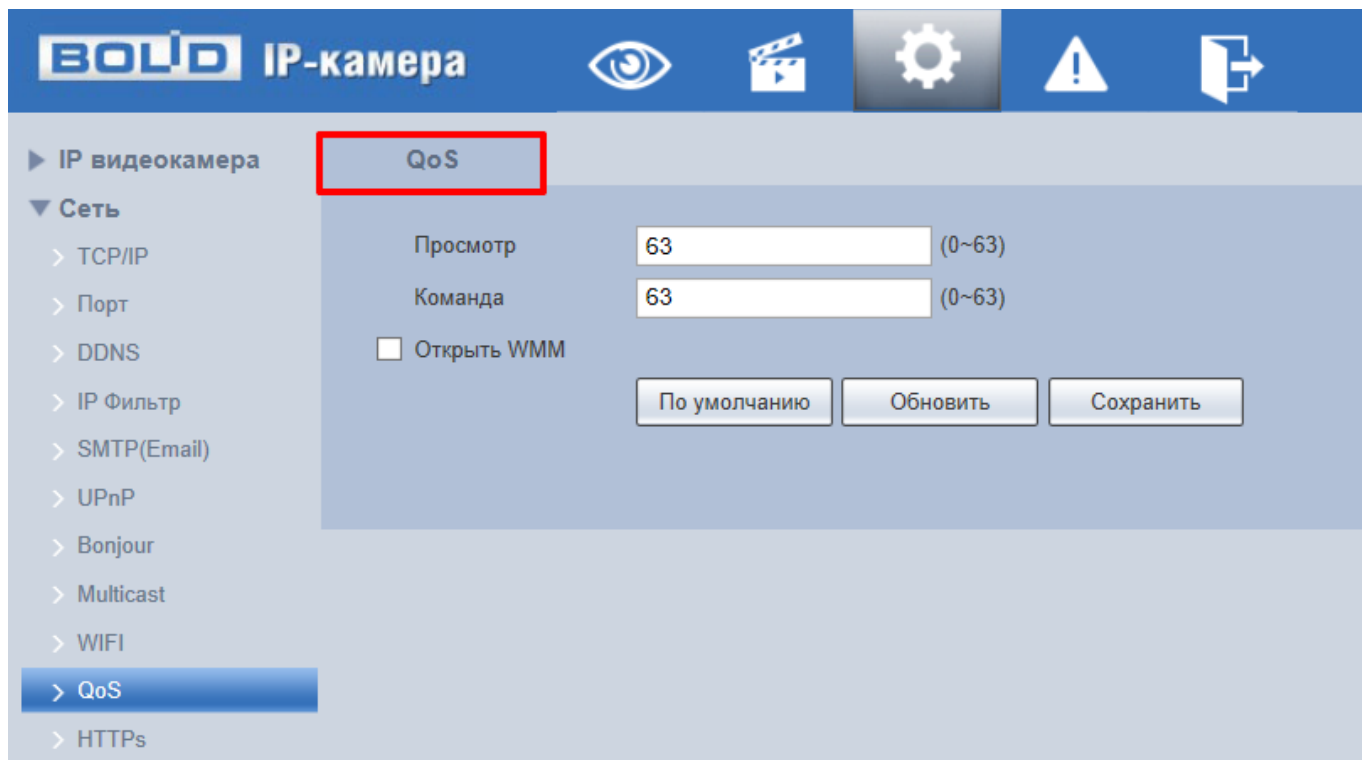 BOLID IP-камера
IP видеокамера
Сеть
TCP/IP
Порт
DDNS
IP Фильтр
SMTP(Email)
UPnP
Bonjour
Multicast
WIFI
QoS
HTTPs
QoS
Просмотр 63 (0~63)
Команда 63 (0~63)
Открыть WMM
По умолчанию Обновить Сохранить